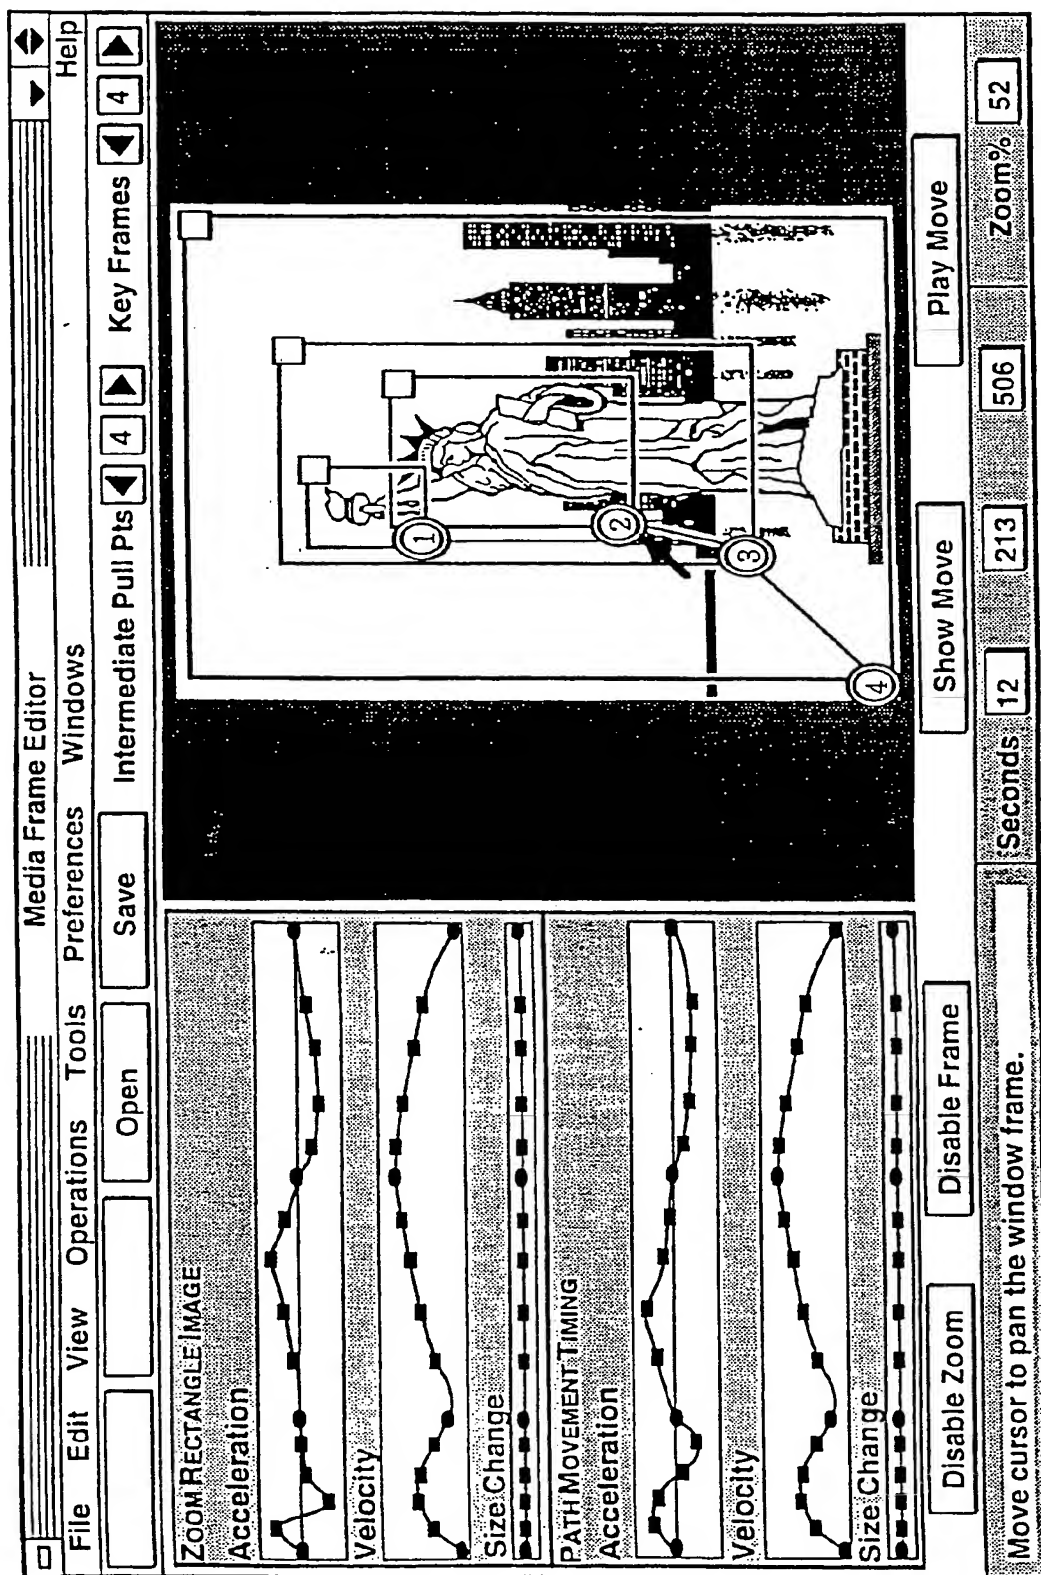 Media Frame Editor
File Edit View Operations Tools Preferences Windows Help
Open Save Intermediate Pull Pts 4 Key Frames 4
ZOOM RECTANGLE IMAGE
Acceleration
Velocity
Size Change
PATH MOVEMENT TIMING
Acceleration
Velocity
Size Change
1
2
3
4
Disable Zoom Disable Frame Show Move Play Move
Move cursor to pan the window frame. Seconds 12 213 506 Zoom% 52